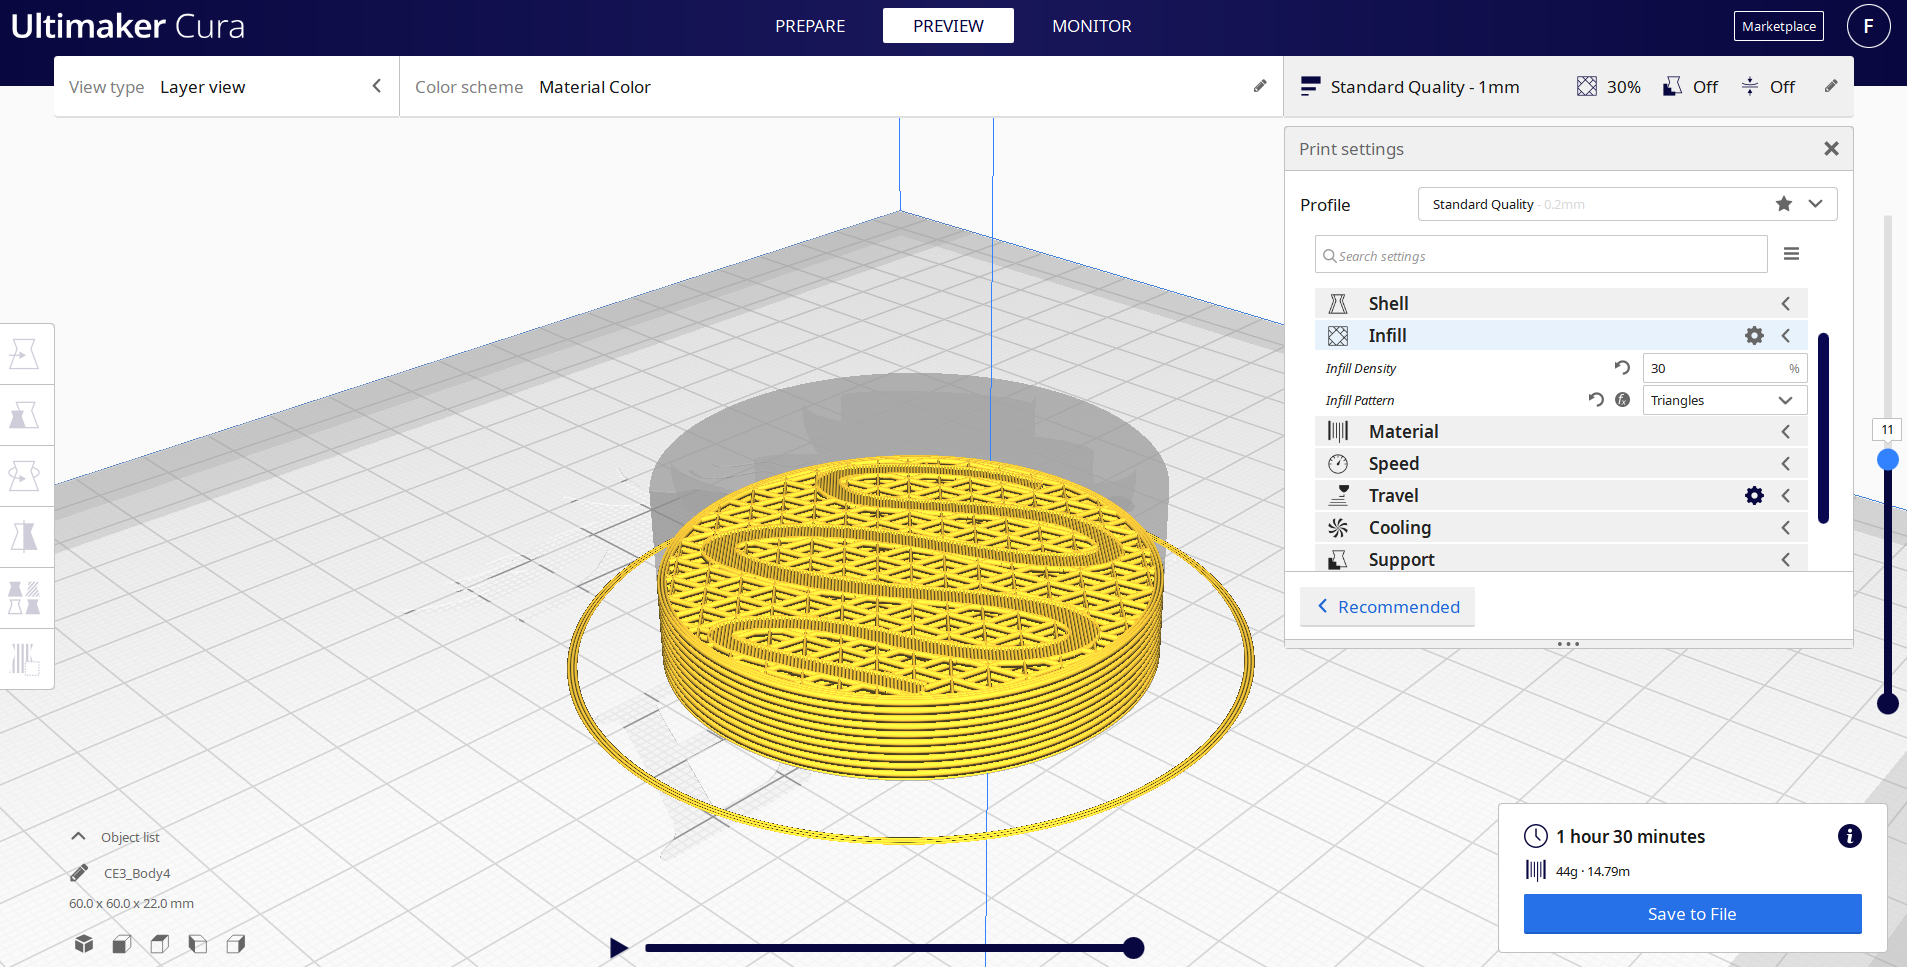 Ultimaker Cura
PREPARE
PREVIEW
MONITOR
Marketplace
F
View type Layer view
Color scheme Material Color
Standard Quality - 1mm
30%
Off
Off
Print settings
Profile
Standard Quality - 0.2mm
Search settings
Shell
Infill
Infill Density
30 %
Infill Pattern
Triangles
Material
Speed
Travel
Cooling
Support
Recommended
11
Object list
CE3_Body4
60.0 x 60.0 x 22.0 mm
1 hour 30 minutes
44g · 14.79m
Save to File